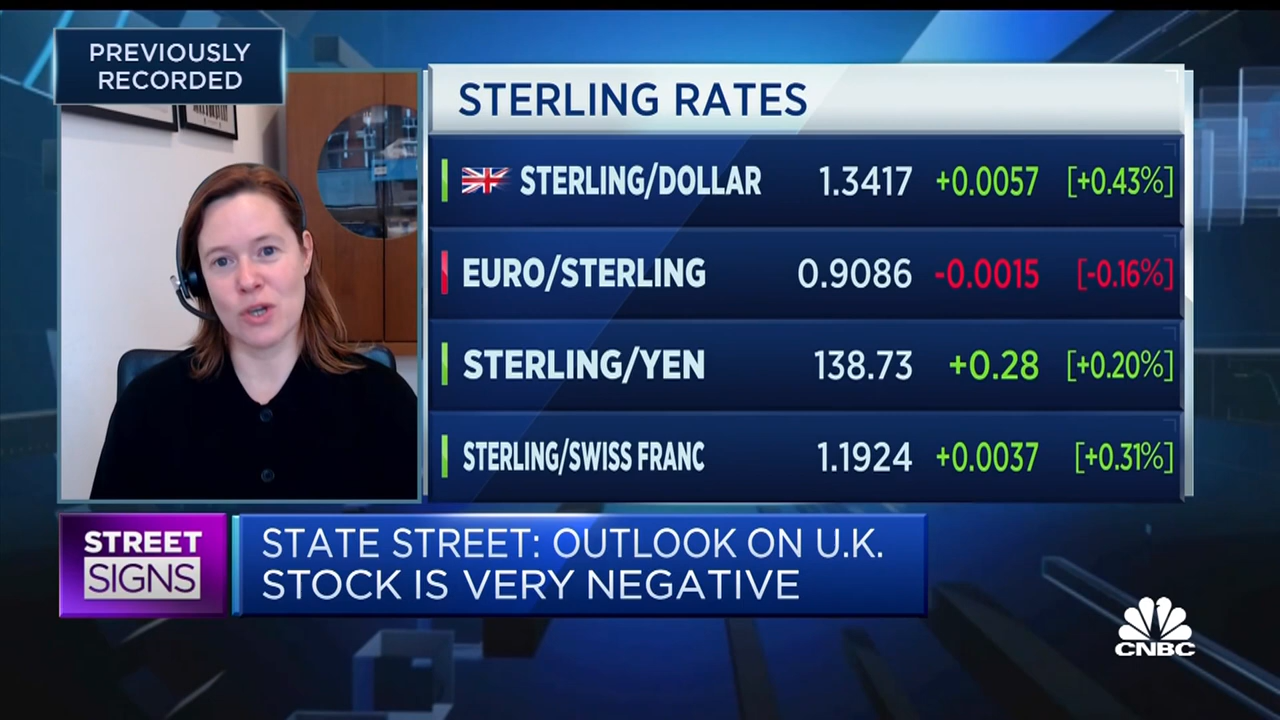 PREVIOUSLY
RECORDED
STERLING RATES
STERLING/DOLLAR 1.3417 +0.0057 [+0.43%]
EURO/STERLING 0.9086 -0.0015 [-0.16%]
STERLING/YEN 138.73 +0.28 [+0.20%]
STERLING/SWISS FRANC 1.1924 +0.0037 [+0.31%]
STREET
SIGNS
STATE STREET: OUTLOOK ON U.K.
STOCK IS VERY NEGATIVE
CNBC